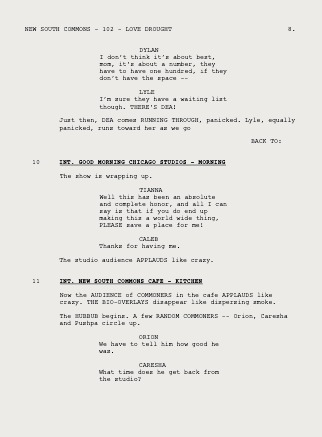 NEW SOUTH COMMONS - 102 - LOVE DROUGHT 8.
DYLAN
I don't think it's about best,
mom, it's about a number, they
have to have one hundred, if they
don't have the space --
LYLE
I'm sure they have a waiting list
though. THERE'S DEA!
Just then, DEA comes RUNNING THROUGH, panicked. Lyle, equally
panicked, runs toward her as we go
BACK TO:
10 INT. GOOD MORNING CHICAGO STUDIOS - MORNING
The show is wrapping up.
TIANNA
Well this has been an absolute
and complete honor, and all I can
say is that if you do end up
making this a world wide thing,
PLEASE save a place for me!
CALEB
Thanks for having me.
The studio audience APPLAUDS like crazy.
11 INT. NEW SOUTH COMMONS CAFE - KITCHEN
Now the AUDIENCE of COMMONERS in the cafe APPLAUDS like
crazy. THE BIO-OVERLAYS disappear like dispersing smoke.
The HUBBUB begins. A few RANDOM COMMONERS -- Orion, Caresha
and Pushpa circle up.
ORION
We have to tell him how good he
was.
CARESHA
What time does he get back from
the studio?